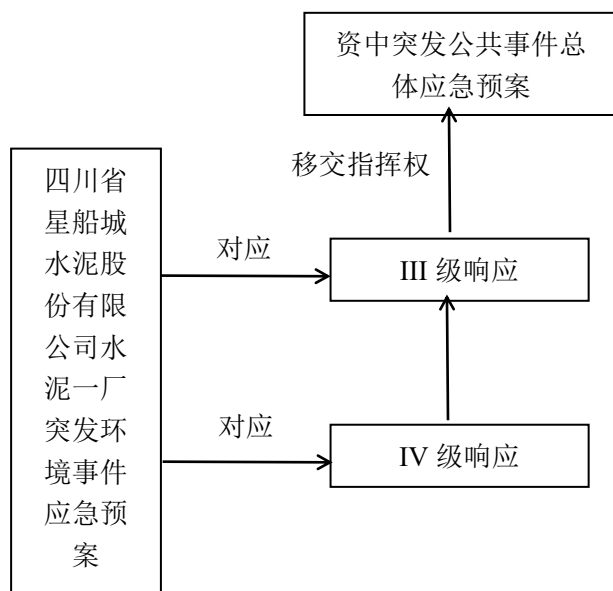 资中突发公共事件总
体应急预案
移交指挥权
四川省
星船城
水泥股
份有限
公司水
泥一厂
突发环
境事件
应急预
案
对应
III 级响应
对应
IV 级响应